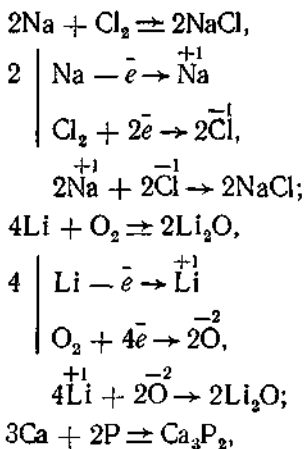 2Na + Cl₂ ⇌ 2NaCl,
2 | Na − ē → Na⁺¹
Cl₂ + 2ē → 2Cl⁻¹,
2Na⁺¹ + 2Cl⁻¹ → 2NaCl;
4Li + O₂ ⇌ 2Li₂O,
4 | Li − ē → Li⁺¹
O₂ + 4ē → 2O⁻²,
4Li⁺¹ + 2O⁻² → 2Li₂O;
3Ca + 2P ⇌ Ca₃P₂,